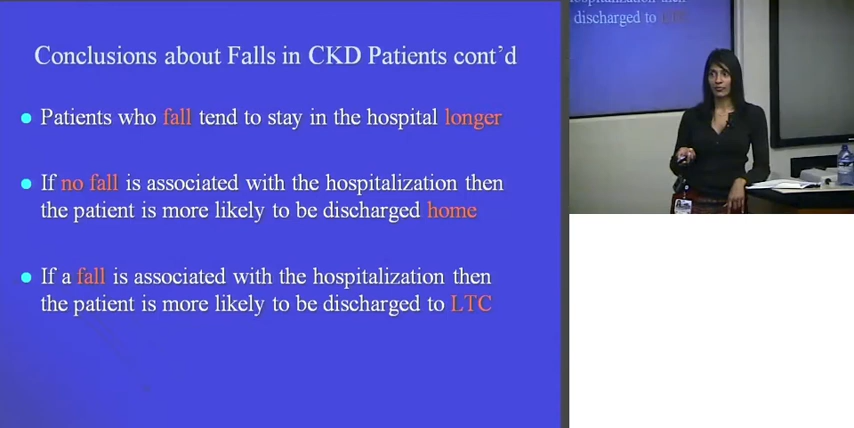 Conclusions about Falls in CKD Patients cont’d
Patients who fall tend to stay in the hospital longer
If no fall is associated with the hospitalization then
the patient is more likely to be discharged home
If a fall is associated with the hospitalization then
the patient is more likely to be discharged to LTC
discharged to LTC